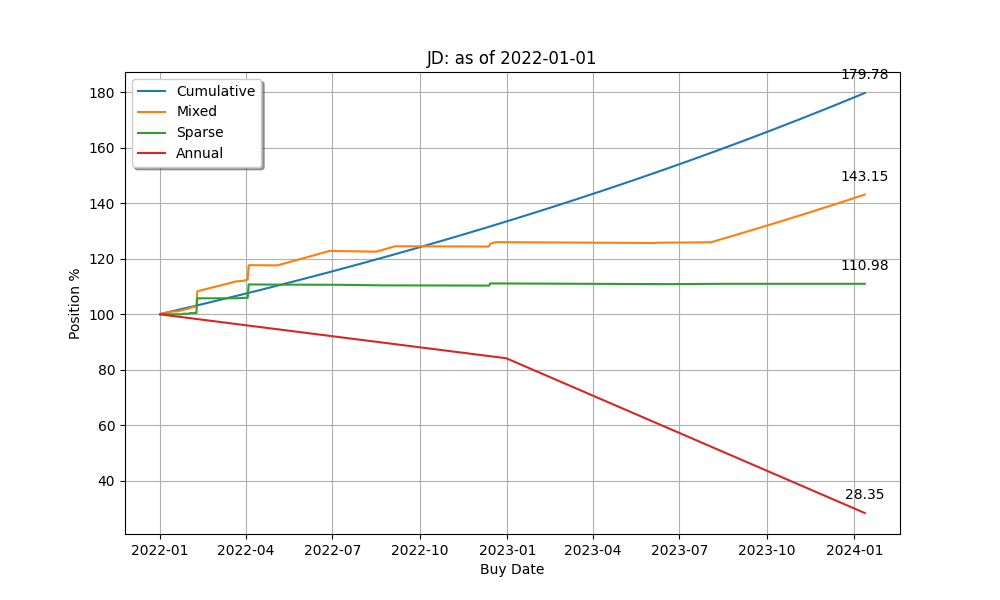 JD: as of 2022-01-01
179.78
180
Cumulative
Mixed
Sparse
Annual
160
143.15
140
120
110.98
100
80
60
28.35
40
Position %
2022-01 2022-04 2022-07 2022-10 2023-01 2023-04 2023-07 2023-10 2024-01
Buy Date